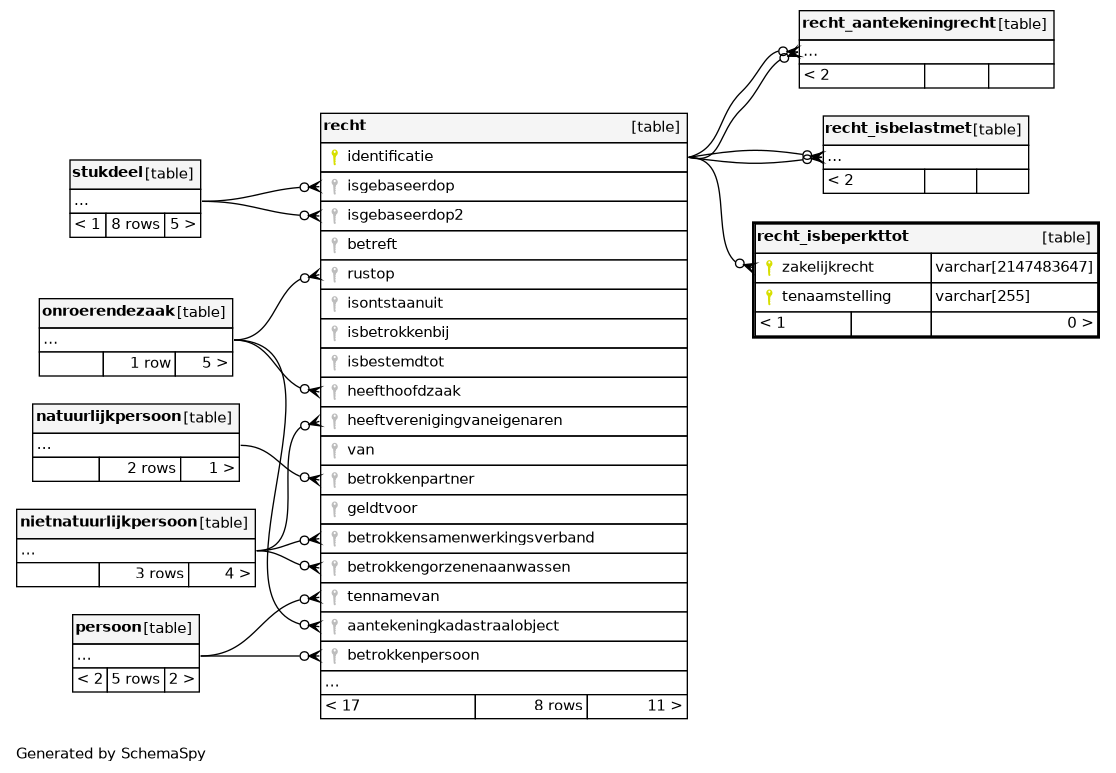 recht_aantekeningrecht [table]
...
< 2
recht_isbelastmet [table]
...
< 2
recht_isbeperkttot [table]
zakelijkrecht varchar[2147483647]
tenaamstelling varchar[255]
< 1 0 >
recht [table]
identificatie
isgebaseerdop
isgebaseerdop2
betreft
rustop
isontstaanuit
isbetrokkenbij
isbestemdtot
heefthoofdzaak
heeftverenigingvaneigenaren
van
betrokkenpartner
geldtvoor
betrokkensamenwerkingsverband
betrokkengorzenenaanwassen
tennamevan
aantekeningkadastraalobject
betrokkenpersoon
...
< 17 8 rows 11 >
stukdeel [table]
...
< 1 8 rows 5 >
onroerendezaak [table]
...
1 row 5 >
natuurlijkpersoon [table]
...
2 rows 1 >
nietnatuurlijkpersoon [table]
...
3 rows 4 >
persoon [table]
...
< 2 5 rows 2 >
Generated by SchemaSpy